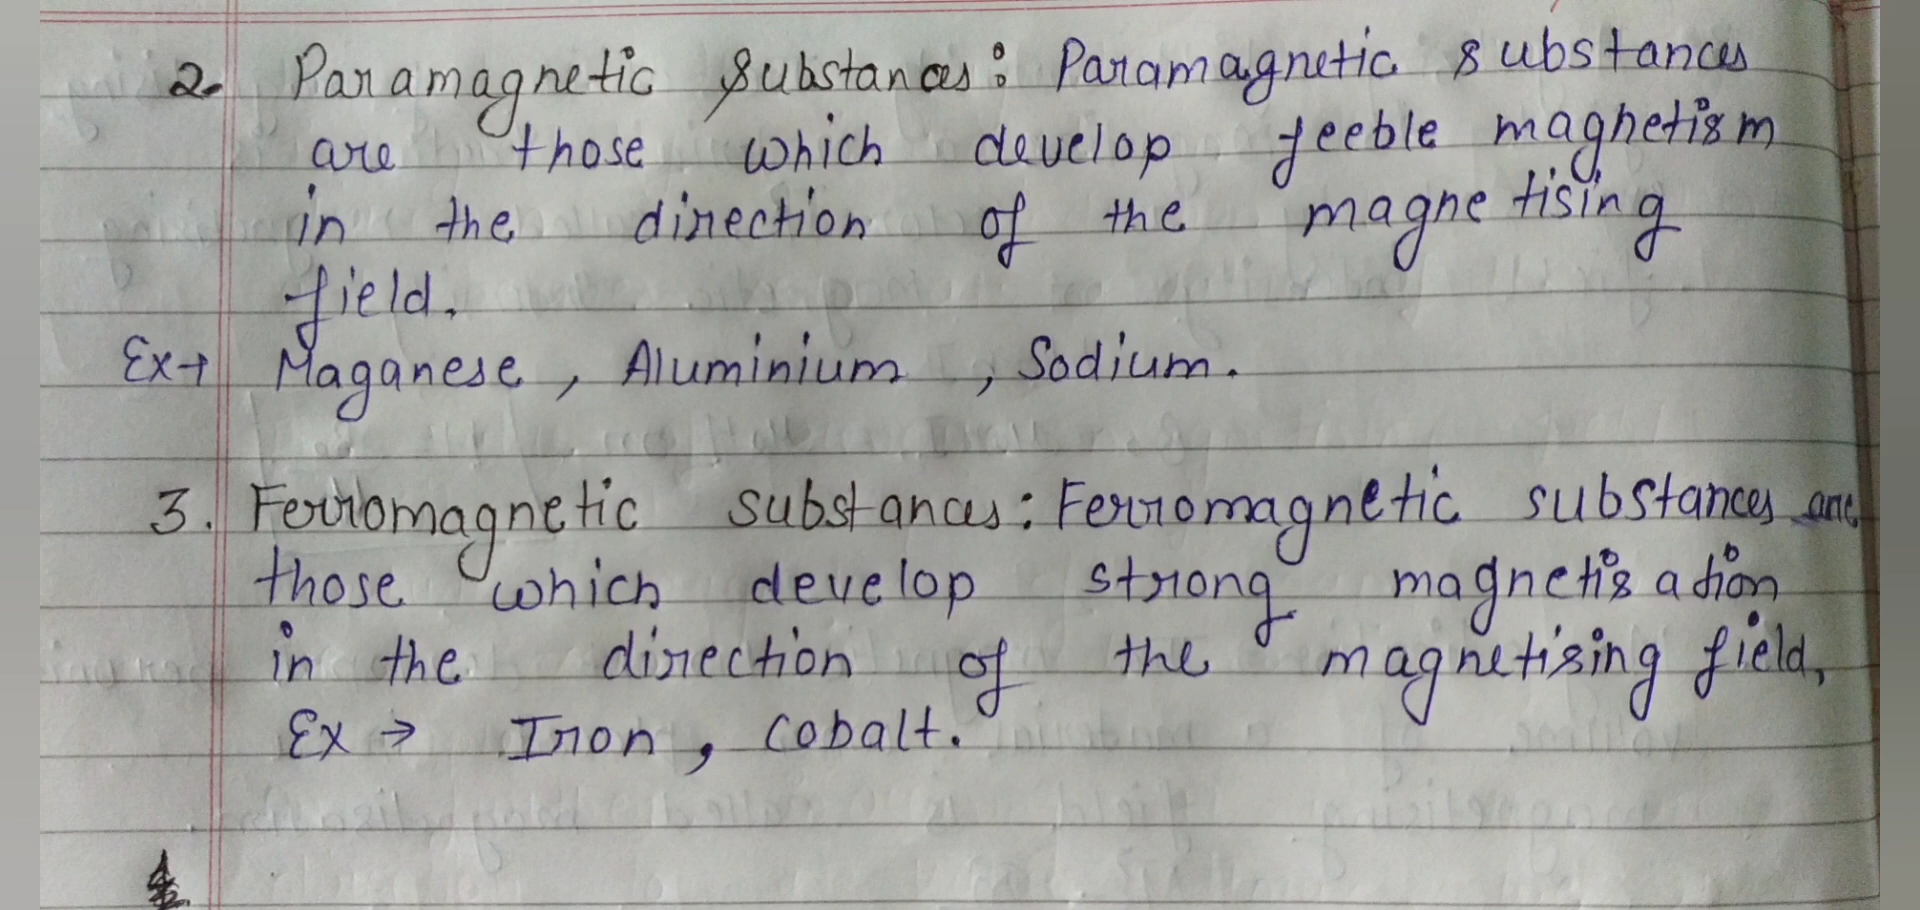 2. Paramagnetic Substances: Paramagnetic substances
are those which develop feeble magnetism
in the direction of the magnetising
field.
Ex→ Maganese, Aluminium, Sodium.
3. Ferromagnetic substances: Ferromagnetic substances are
those which develop strong magnetisation
in the direction of the magnetising field,
Ex → Iron, cobalt.